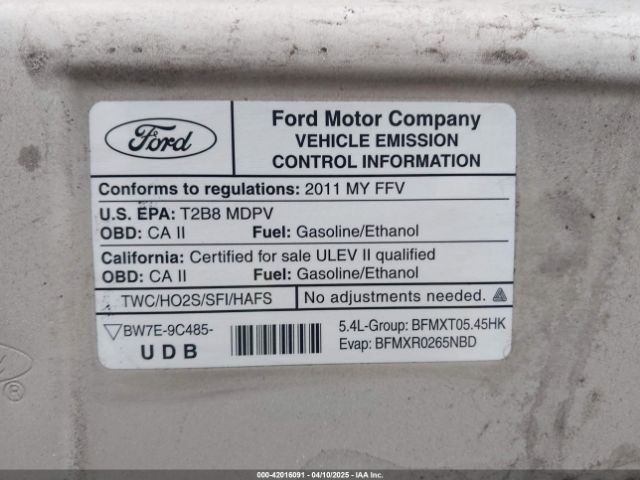 Ford
Ford Motor Company
VEHICLE EMISSION
CONTROL INFORMATION
Conforms to regulations: 2011 MY FFV
U.S. EPA: T2B8 MDPV
OBD: CA II Fuel: Gasoline/Ethanol
California: Certified for sale ULEV II qualified
OBD: CA II Fuel: Gasoline/Ethanol
TWC/HO2S/SFI/HAFS No adjustments needed.
BW7E-9C485-
U D B
5.4L-Group: BFMXT05.45HK
Evap: BFMXR0265NBD
000-42016091 - 04/10/2025 - IAA Inc.